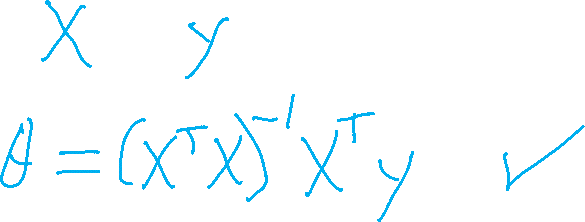 X y
θ = (XᵀX)⁻¹Xᵀy ✓